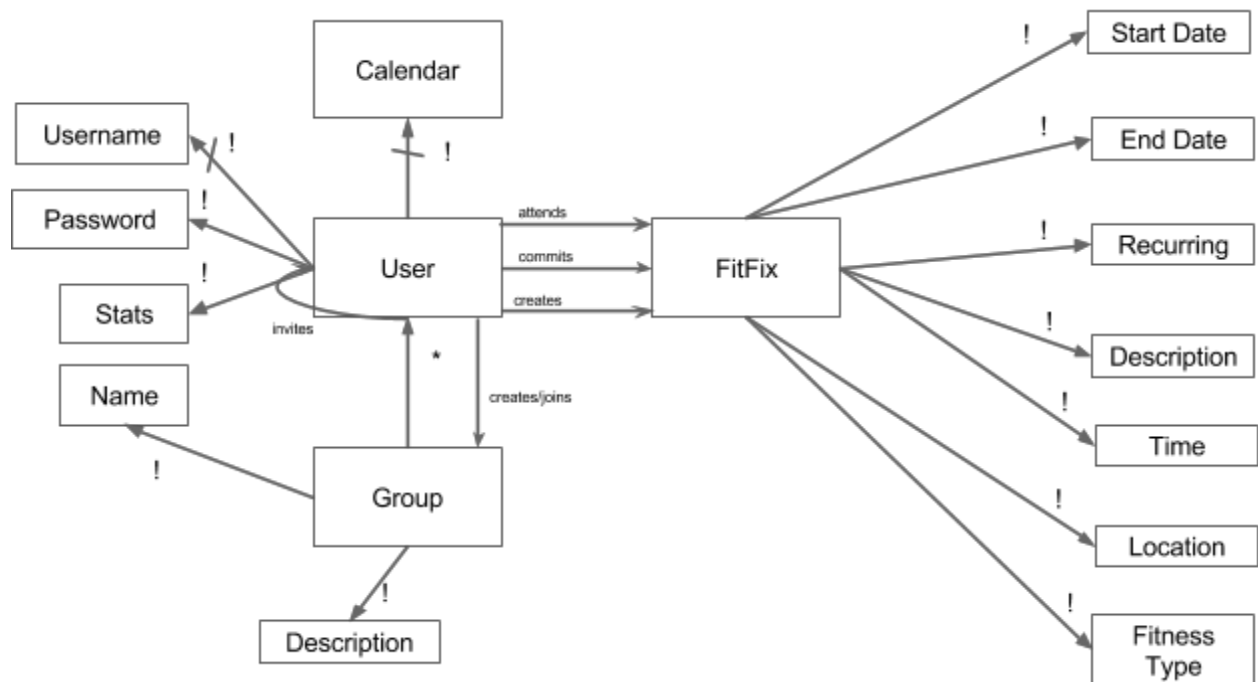 !
Start Date
Calendar
!
End Date
Username
!
!
Password
!
attends
!
Recurring
User
commits
FitFix
!
Stats
creates
!
Description
invites
*
Name
creates/joins
!
Time
!
Group
!
Location
!
Description
!
Fitness
Type